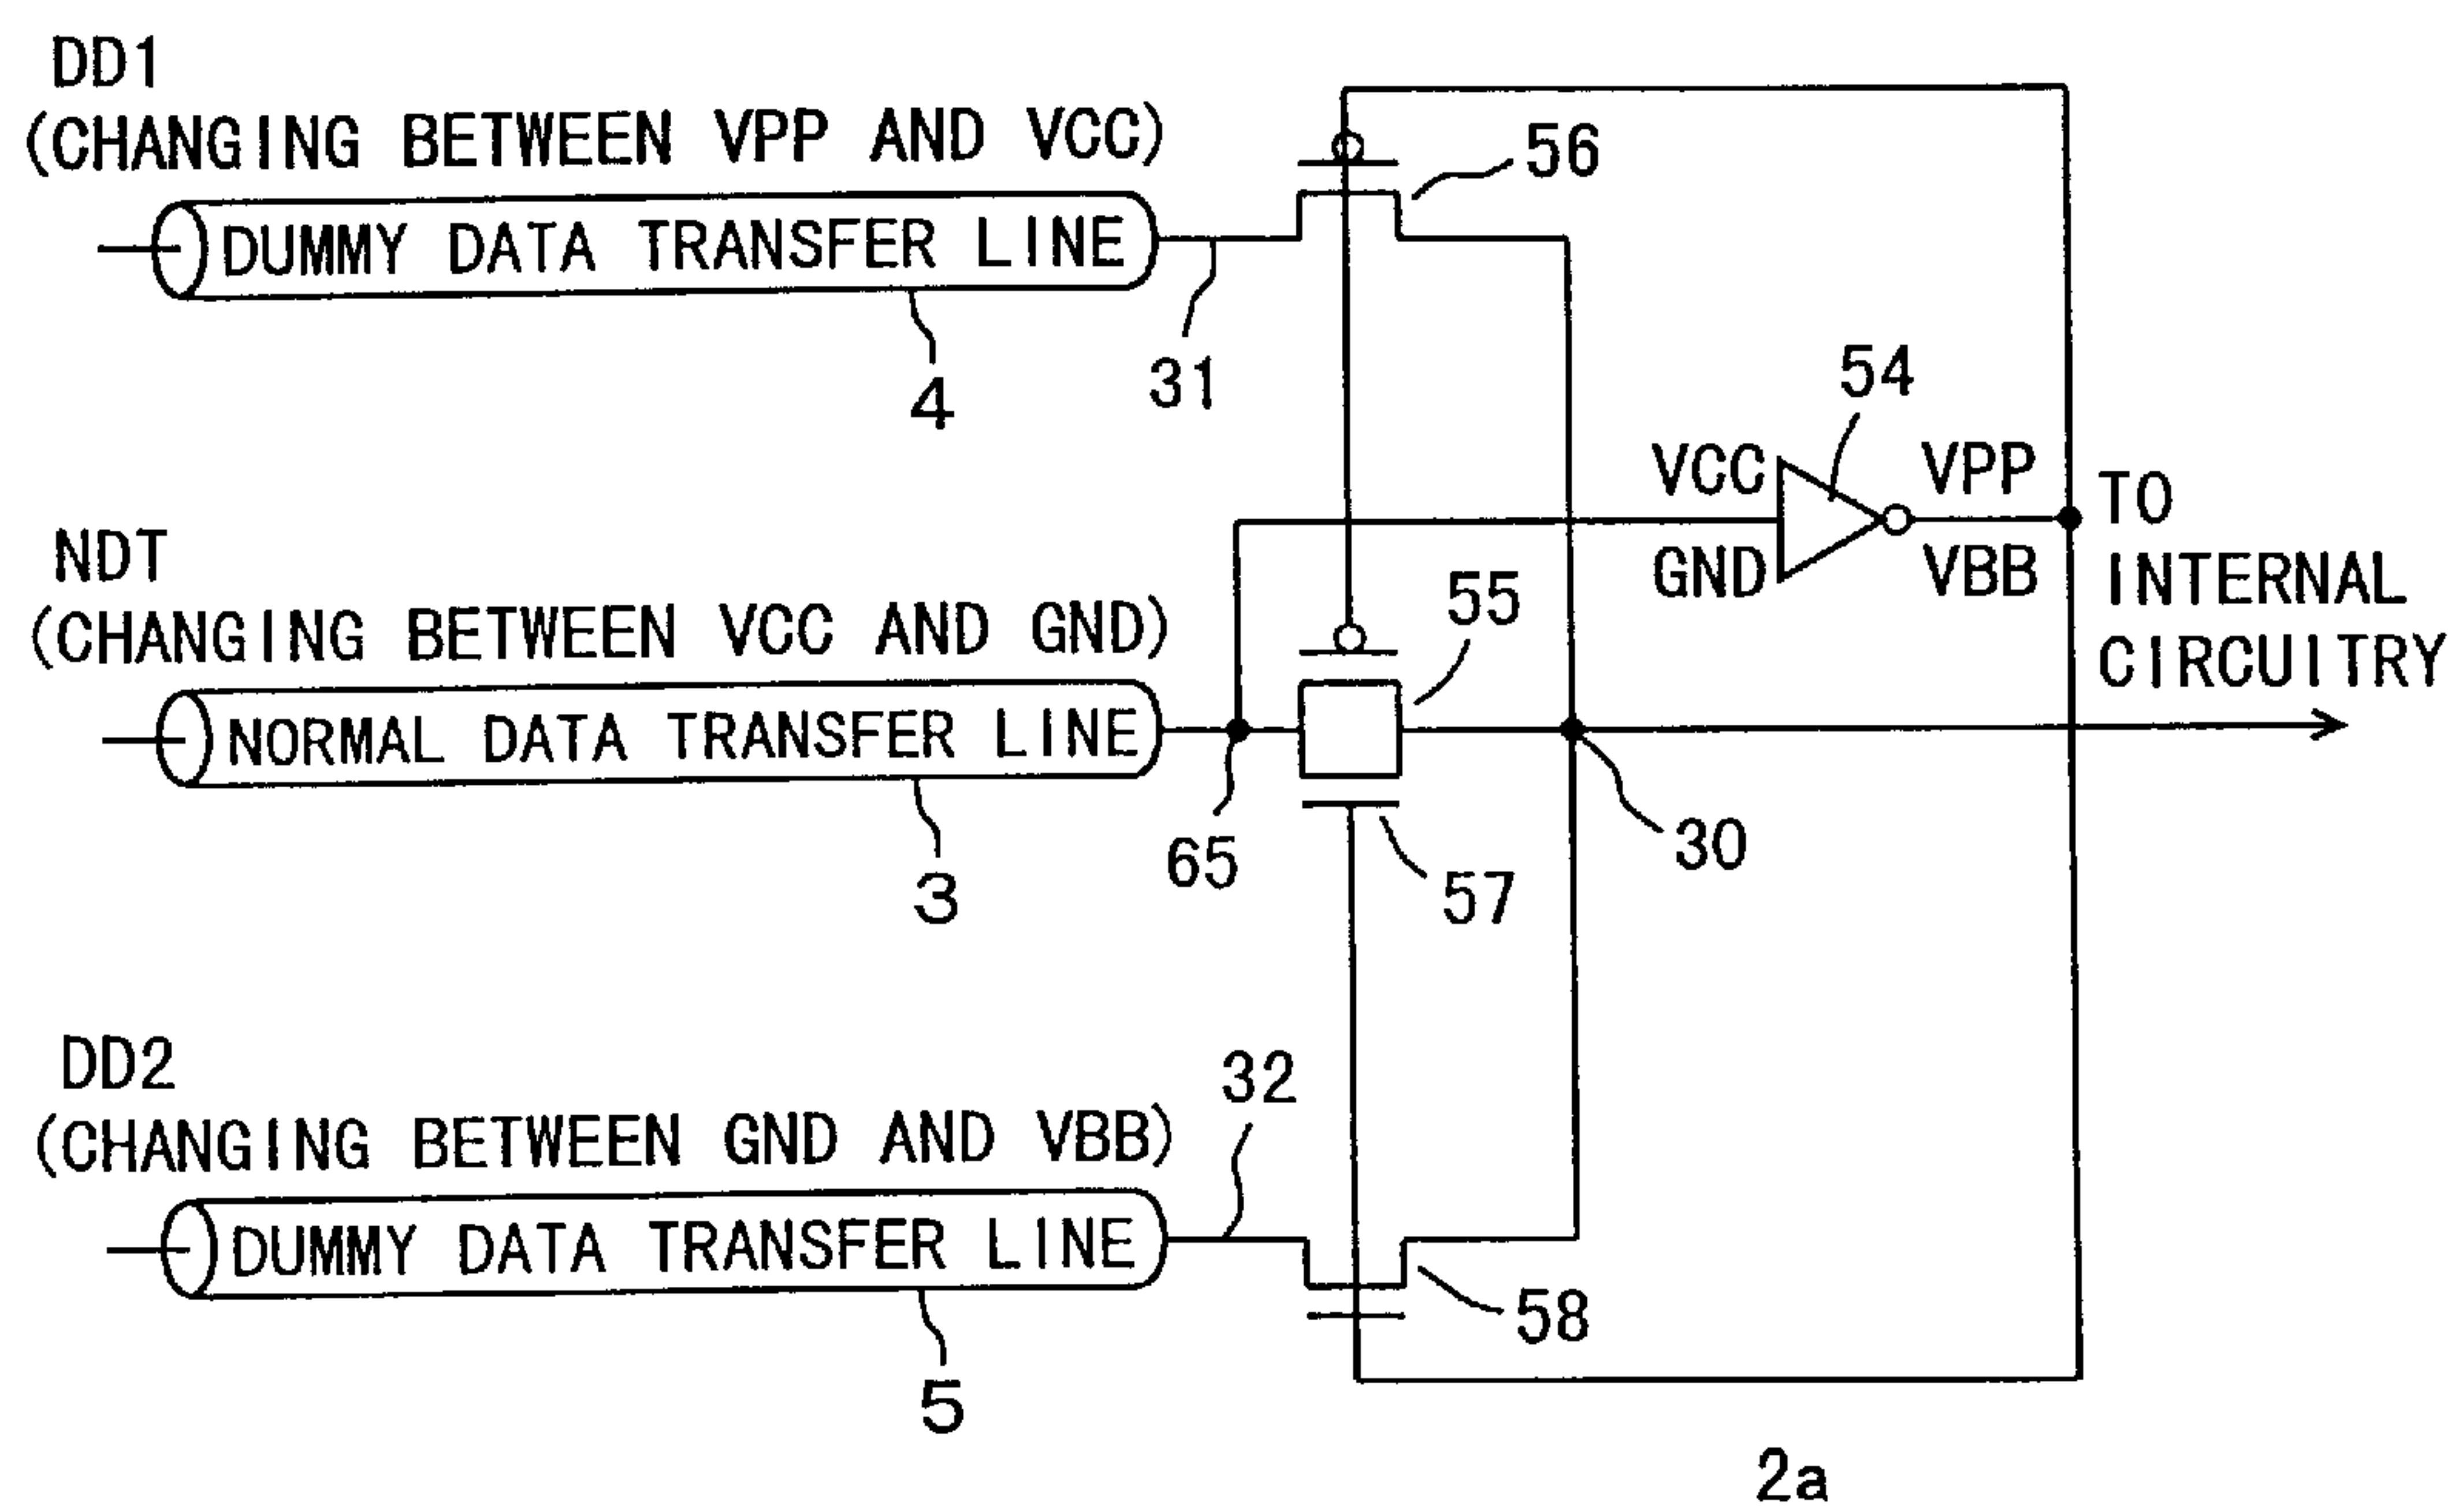 DD1
(CHANGING BETWEEN VPP AND VCC)
56
DUMMY DATA TRANSFER LINE
31
4
54
VCC
VPP
TO
INTERNAL
CIRCUITRY
GND
VBB
NDT
(CHANGING BETWEEN VCC AND GND)
55
NORMAL DATA TRANSFER LINE
65
30
57
3
DD2
(CHANGING BETWEEN GND AND VBB)
32
DUMMY DATA TRANSFER LINE
58
5
2a